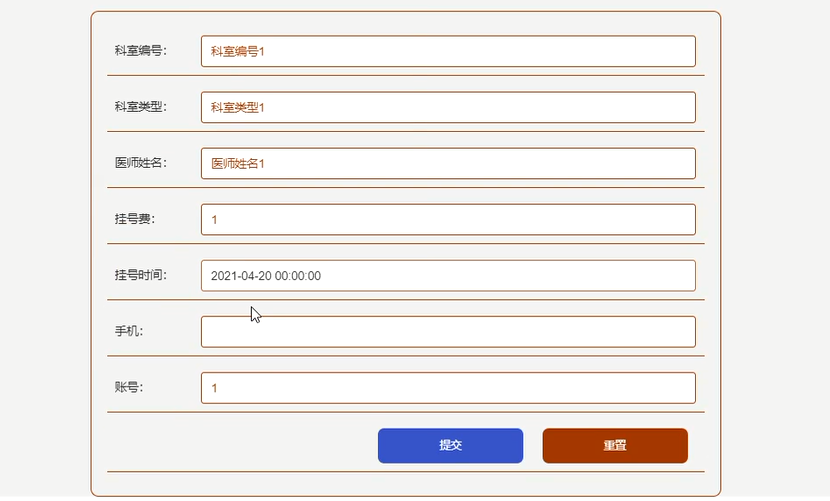 科室编号： 科室编号1
科室类型： 科室类型1
医师姓名： 医师姓名1
挂号费： 1
挂号时间： 2021-04-20 00:00:00
手机：
账号： 1
提交 重置